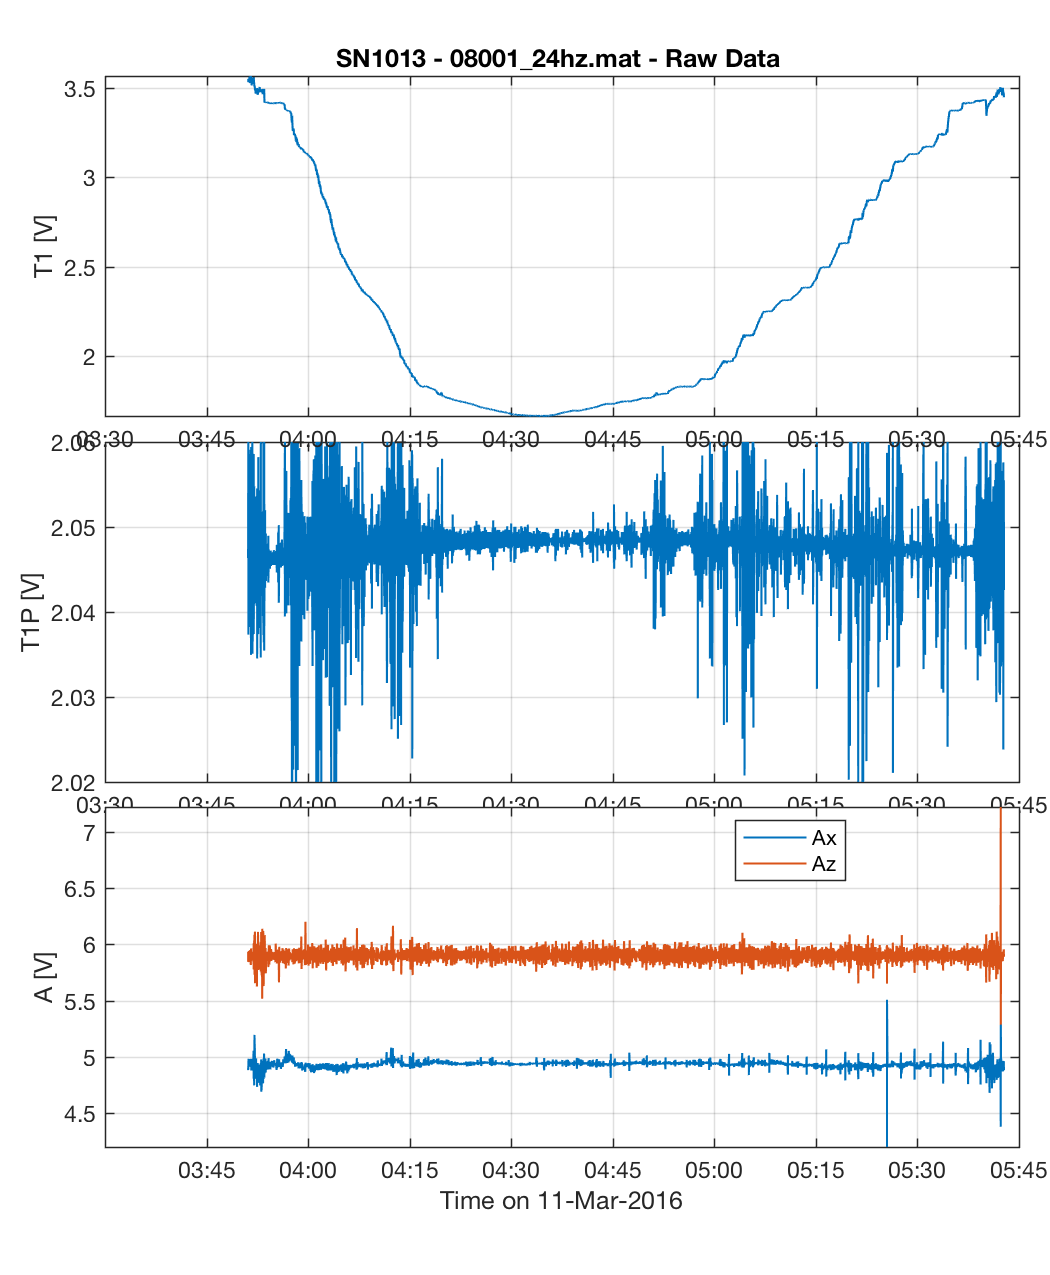 SN1013 - 08001_24hz.mat - Raw Data
3.5
3
2.5
2
T1 [V]
03:30 03:45 04:00 04:15 04:30 04:45 05:00 05:15 05:30 05:45
2.06
2.05
2.04
2.03
2.02
T1P [V]
03:30 03:45 04:00 04:15 04:30 04:45 05:00 05:15 05:30 05:45
Ax
Az
7
6.5
6
5.5
5
4.5
A [V]
03:45 04:00 04:15 04:30 04:45 05:00 05:15 05:30 05:45
Time on 11-Mar-2016